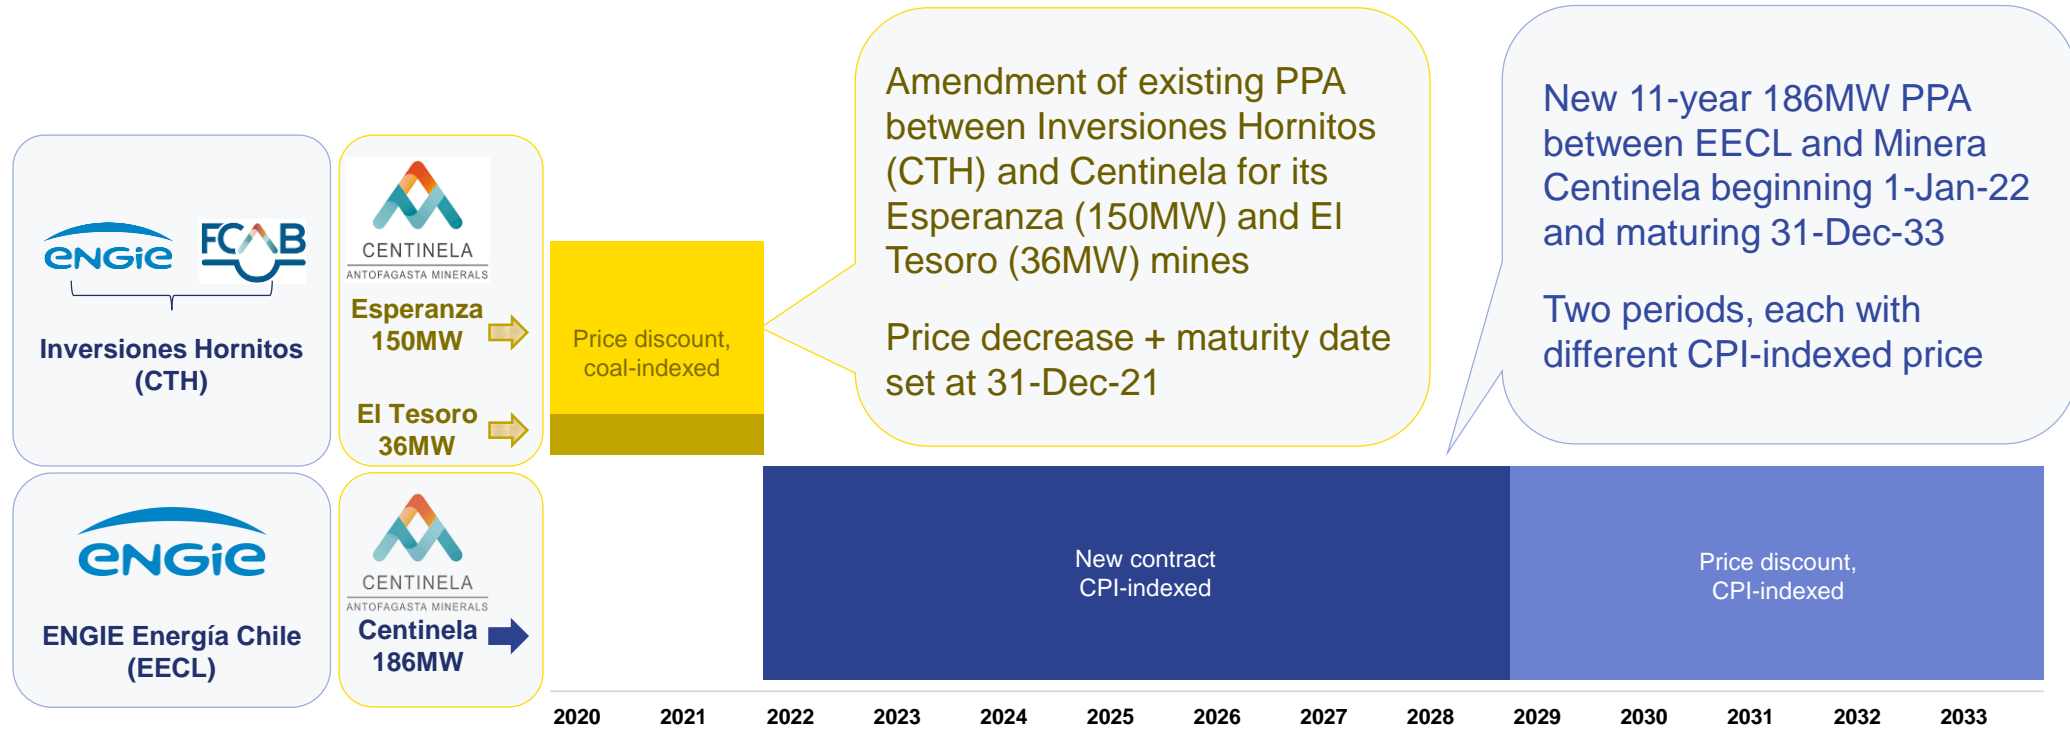 Amendment of existing PPA
between Inversiones Hornitos
(CTH) and Centinela for its
Esperanza (150MW) and El
Tesoro (36MW) mines
Price decrease + maturity date
set at 31-Dec-21
New 11-year 186MW PPA
between EECL and Minera
Centinela beginning 1-Jan-22
and maturing 31-Dec-33
Two periods, each with
different CPI-indexed price
ENGIE
FCAB
Inversiones Hornitos
(CTH)
CENTINELA
ANTOFAGASTA MINERALS
Esperanza
150MW
El Tesoro
36MW
Price discount,
coal-indexed
ENGIE
ENGIE Energía Chile
(EECL)
CENTINELA
ANTOFAGASTA MINERALS
Centinela
186MW
New contract
CPI-indexed
Price discount,
CPI-indexed
2020 2021 2022 2023 2024 2025 2026 2027 2028 2029 2030 2031 2032 2033